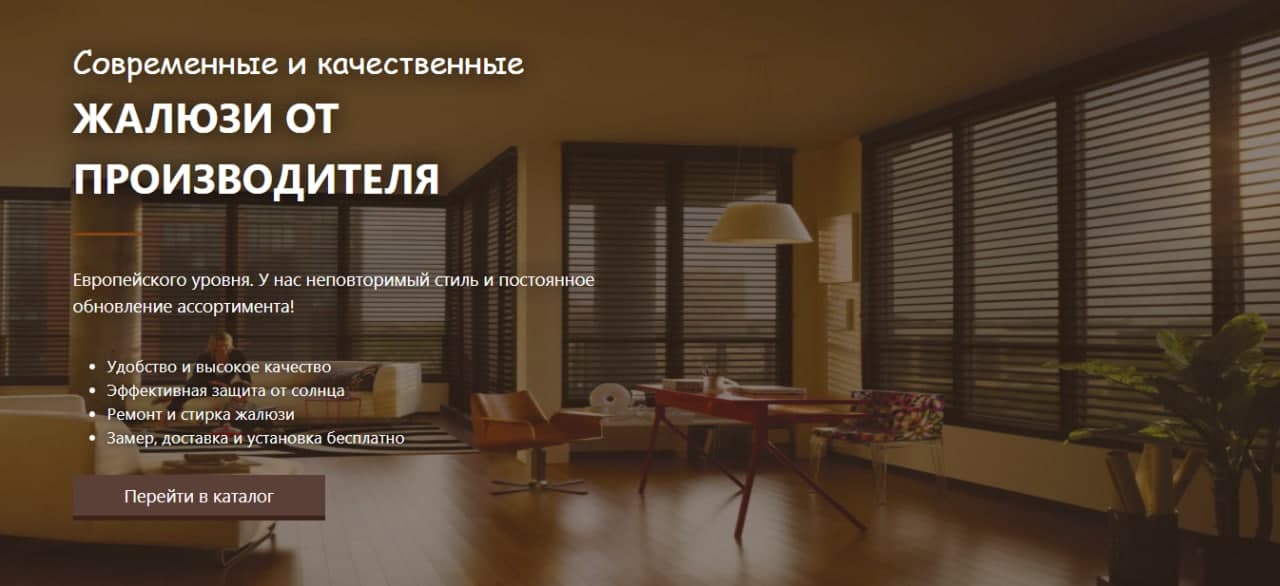 Современные и качественные
ЖАЛЮЗИ ОТ
ПРОИЗВОДИТЕЛЯ
Европейского уровня. У нас неповторимый стиль и постоянное
обновление ассортимента!
• Удобство и высокое качество
• Эффективная защита от солнца
• Ремонт и стирка жалюзи
• Замер, доставка и установка бесплатно
Перейти в каталог